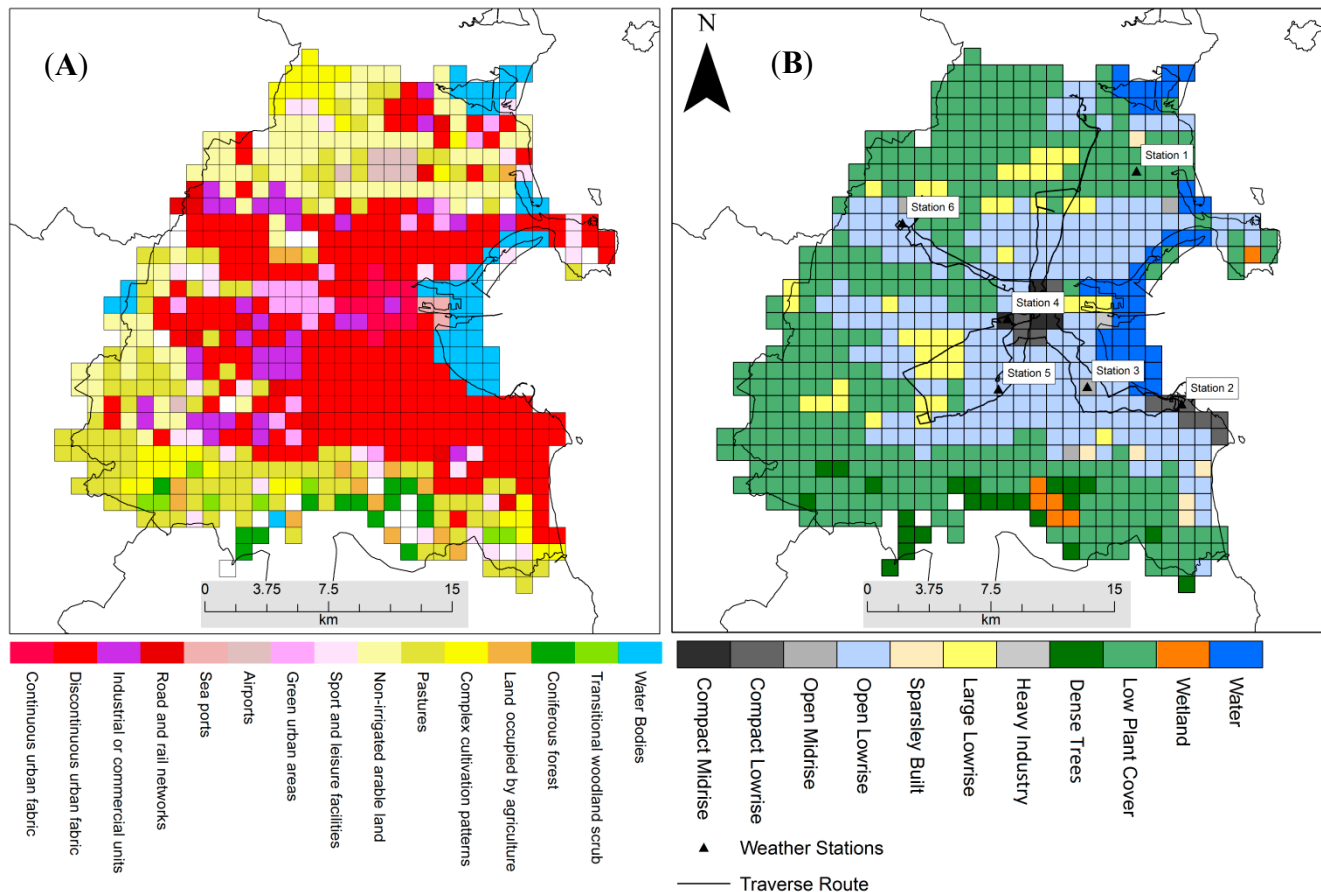 (A)
N
(B)
Station 1
Station 6
Station 4
Station 5
Station 3
Station 2
0 3.75 7.5 15
km
0 3.75 7.5 15
km
Continuous urban fabric
Discontinuous urban fabric
Industrial or commercial units
Road and rail networks
Sea ports
Airports
Green urban areas
Sport and leisure facilities
Non-irrigated arable land
Pastures
Complex cultivation patterns
Land occupied by agriculture
Coniferous forest
Transitional woodland scrub
Water Bodies
Compact Midrise
Compact Lowrise
Open Midrise
Open Lowrise
Sparsley Built
Large Lowrise
Heavy Industry
Dense Trees
Low Plant Cover
Wetland
Water
Weather Stations
Traverse Route